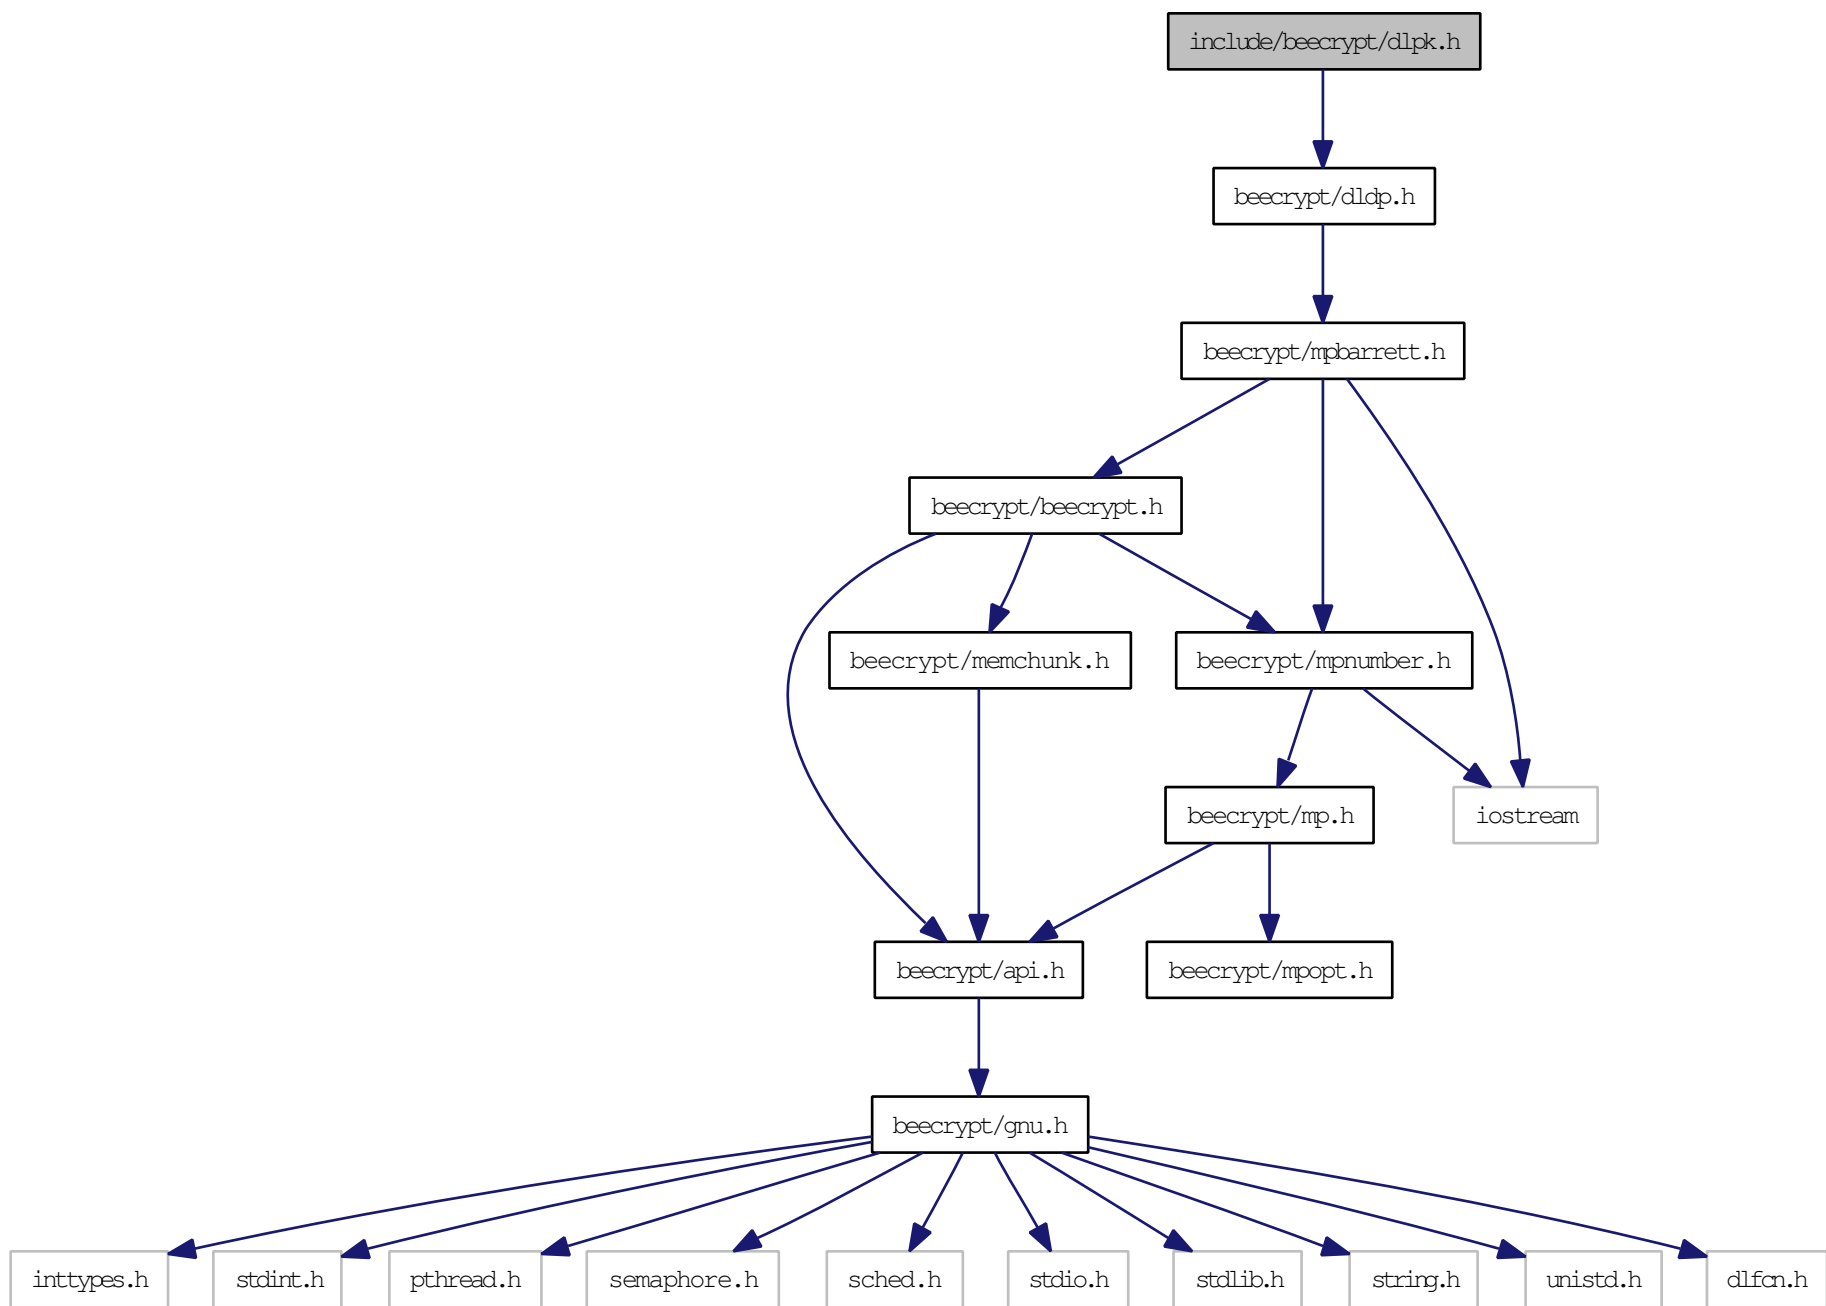 include/beecrypt/dlpk.h
beecrypt/dldp.h
beecrypt/mpbarrett.h
beecrypt/beecrypt.h
beecrypt/memchunk.h
beecrypt/mpnumber.h
beecrypt/mp.h
iostream
beecrypt/api.h
beecrypt/mpopt.h
beecrypt/gnu.h
inttypes.h
stdint.h
pthread.h
semaphore.h
sched.h
stdio.h
stdlib.h
string.h
unistd.h
dlfcn.h